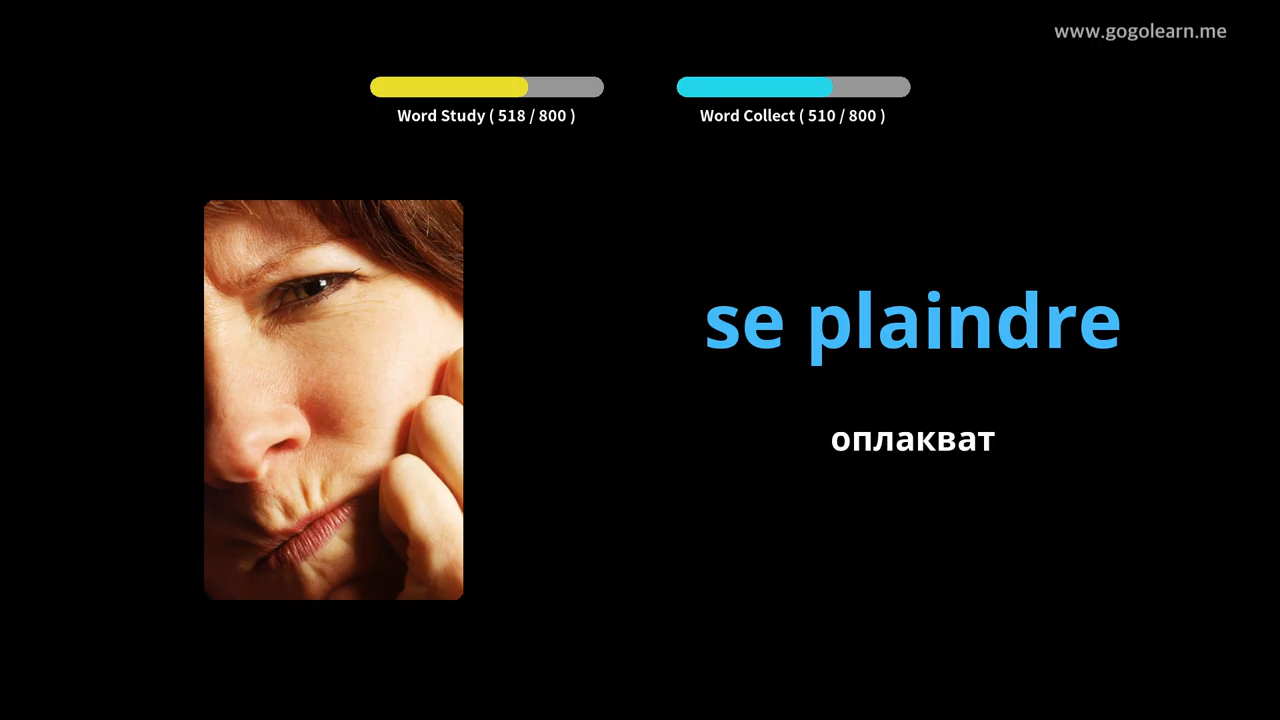 www.gogolearn.me
Word Study ( 518 / 800 )
Word Collect ( 510 / 800 )
se plaindre
оплакват